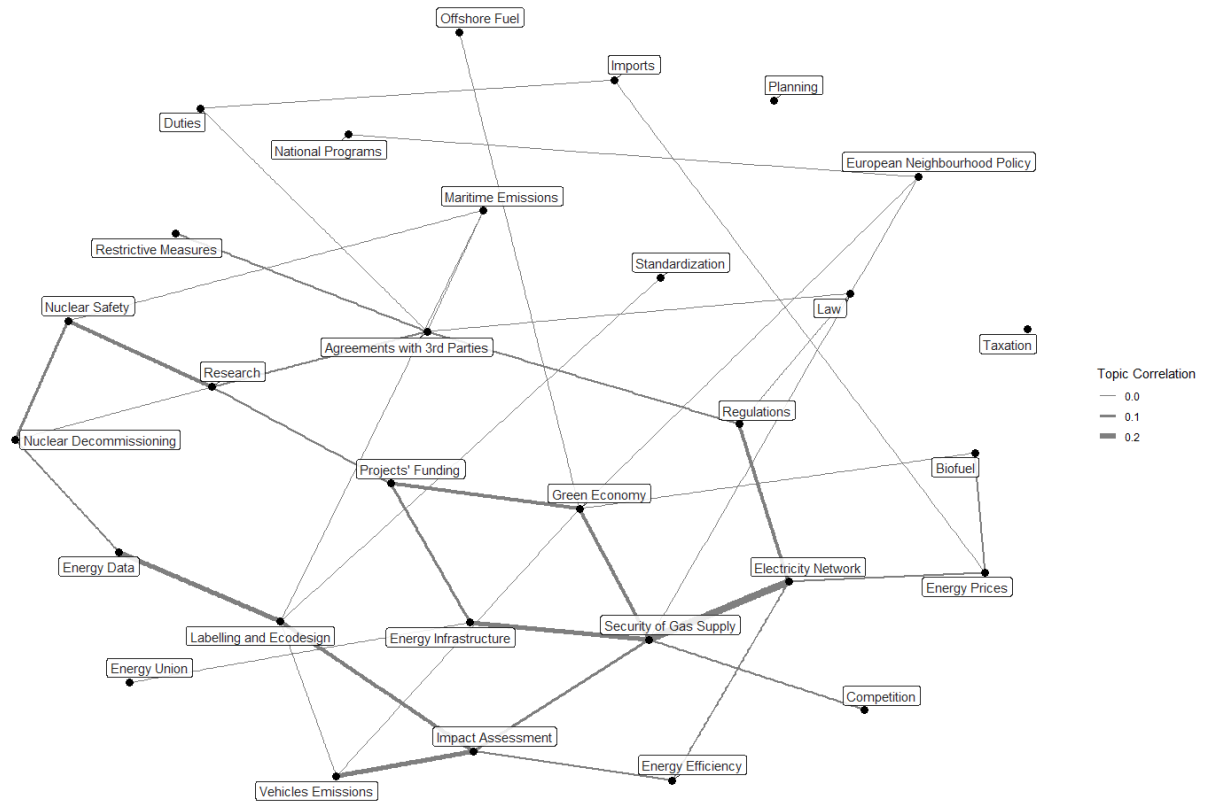 Offshore Fuel
Imports
Planning
Duties
National Programs
European Neighbourhood Policy
Maritime Emissions
Restrictive Measures
Standardization
Nuclear Safety
Law
Agreements with 3rd Parties
Taxation
Research
Topic Correlation
0.0
0.1
0.2
Regulations
Nuclear Decommissioning
Projects' Funding
Biofuel
Green Economy
Energy Data
Electricity Network
Energy Prices
Labelling and Ecodesign
Energy Infrastructure
Security of Gas Supply
Energy Union
Competition
Impact Assessment
Energy Efficiency
Vehicles Emissions